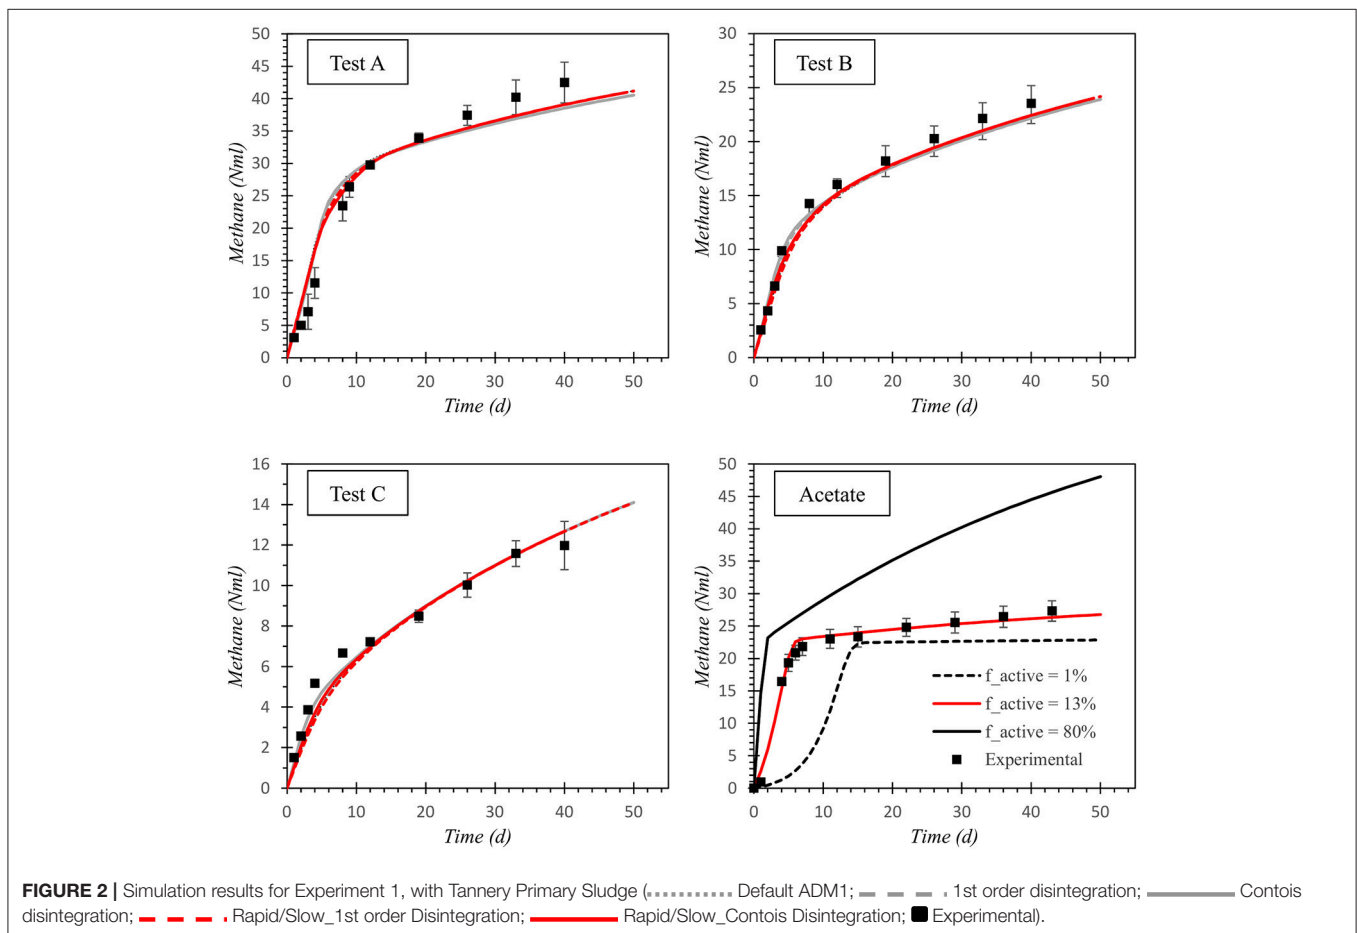 Test A
Methane (Nml)
50
45
40
35
30
25
20
15
10
5
0
0 10 20 30 40 50
Time (d)
Test B
Methane (Nml)
30
25
20
15
10
5
0
0 10 20 30 40 50
Time (d)
Test C
Methane (Nml)
16
14
12
10
8
6
4
2
0
0 10 20 30 40 50
Time (d)
Acetate
Methane (Nml)
50
45
40
35
30
25
20
15
10
5
0
0 10 20 30 40 50
Time (d)
f_active = 1%
f_active = 13%
f_active = 80%
Experimental
FIGURE 2 | Simulation results for Experiment 1, with Tannery Primary Sludge ( Default ADM1; 1st order disintegration; Contois
disintegration; Rapid/Slow_1st order Disintegration; Rapid/Slow_Contois Disintegration; Experimental).